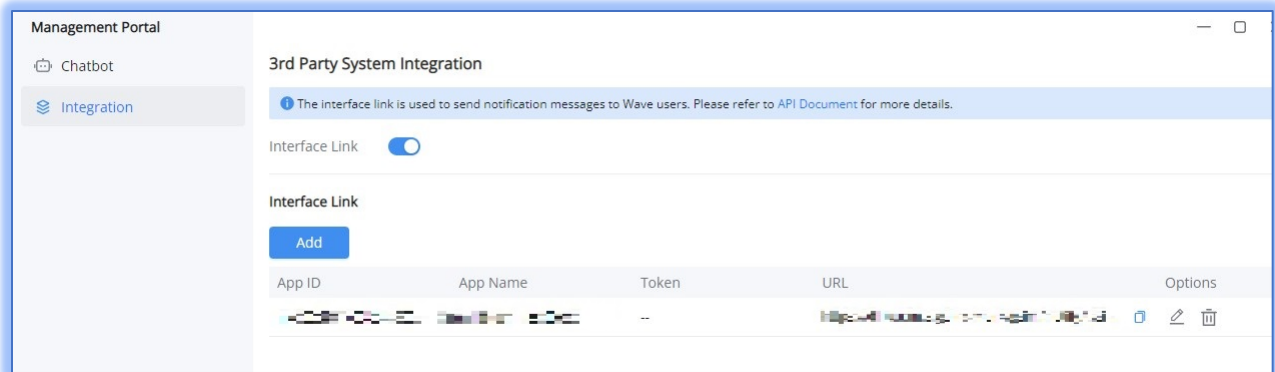 Management Portal
Chatbot
Integration
3rd Party System Integration
The interface link is used to send notification messages to Wave users. Please refer to API Document for more details.
Interface Link
Interface Link
Add
App ID App Name Token URL Options
--